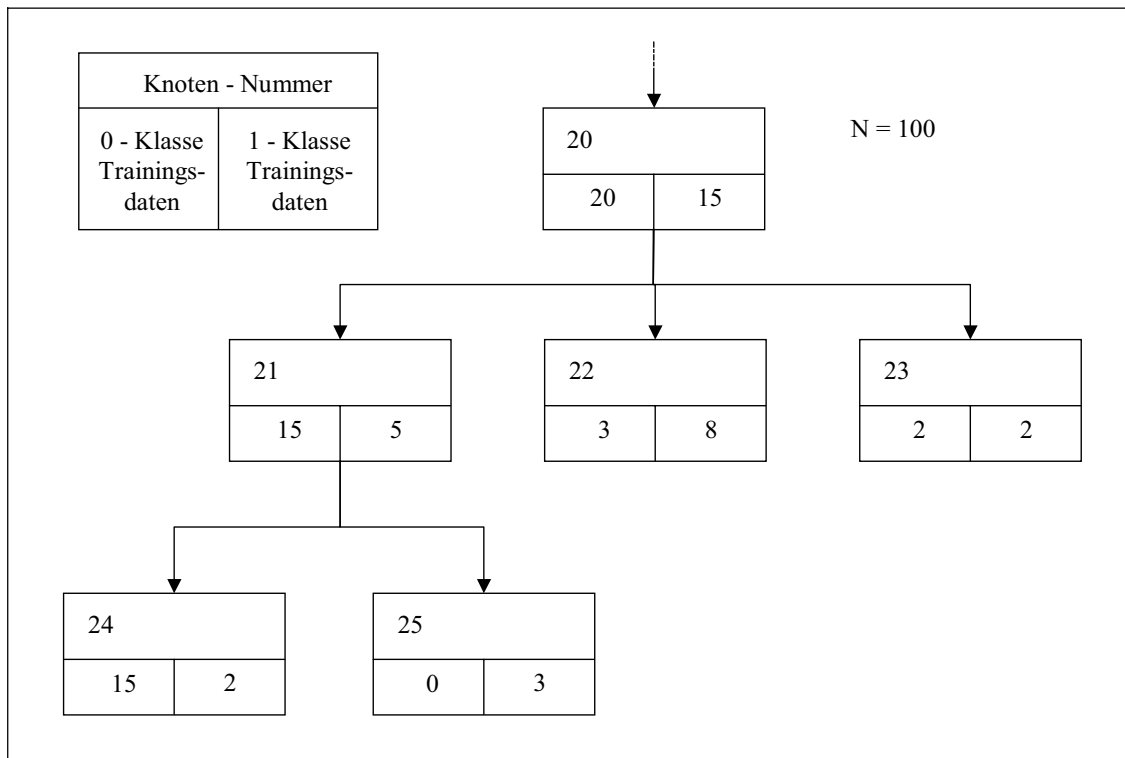 Knoten - Nummer
0 - Klasse
Trainings-
daten
1 - Klasse
Trainings-
daten
N = 100
20
20 15
21
15 5
22
3 8
23
2 2
24
15 2
25
0 3